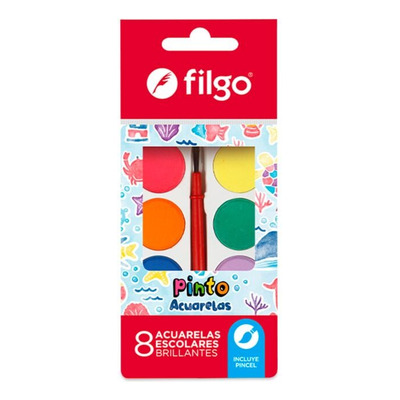 filgo®
Pinto
Acuarelas
8 ACUARELAS
ESCOLARES
BRILLANTES
INCLUYE
PINCEL